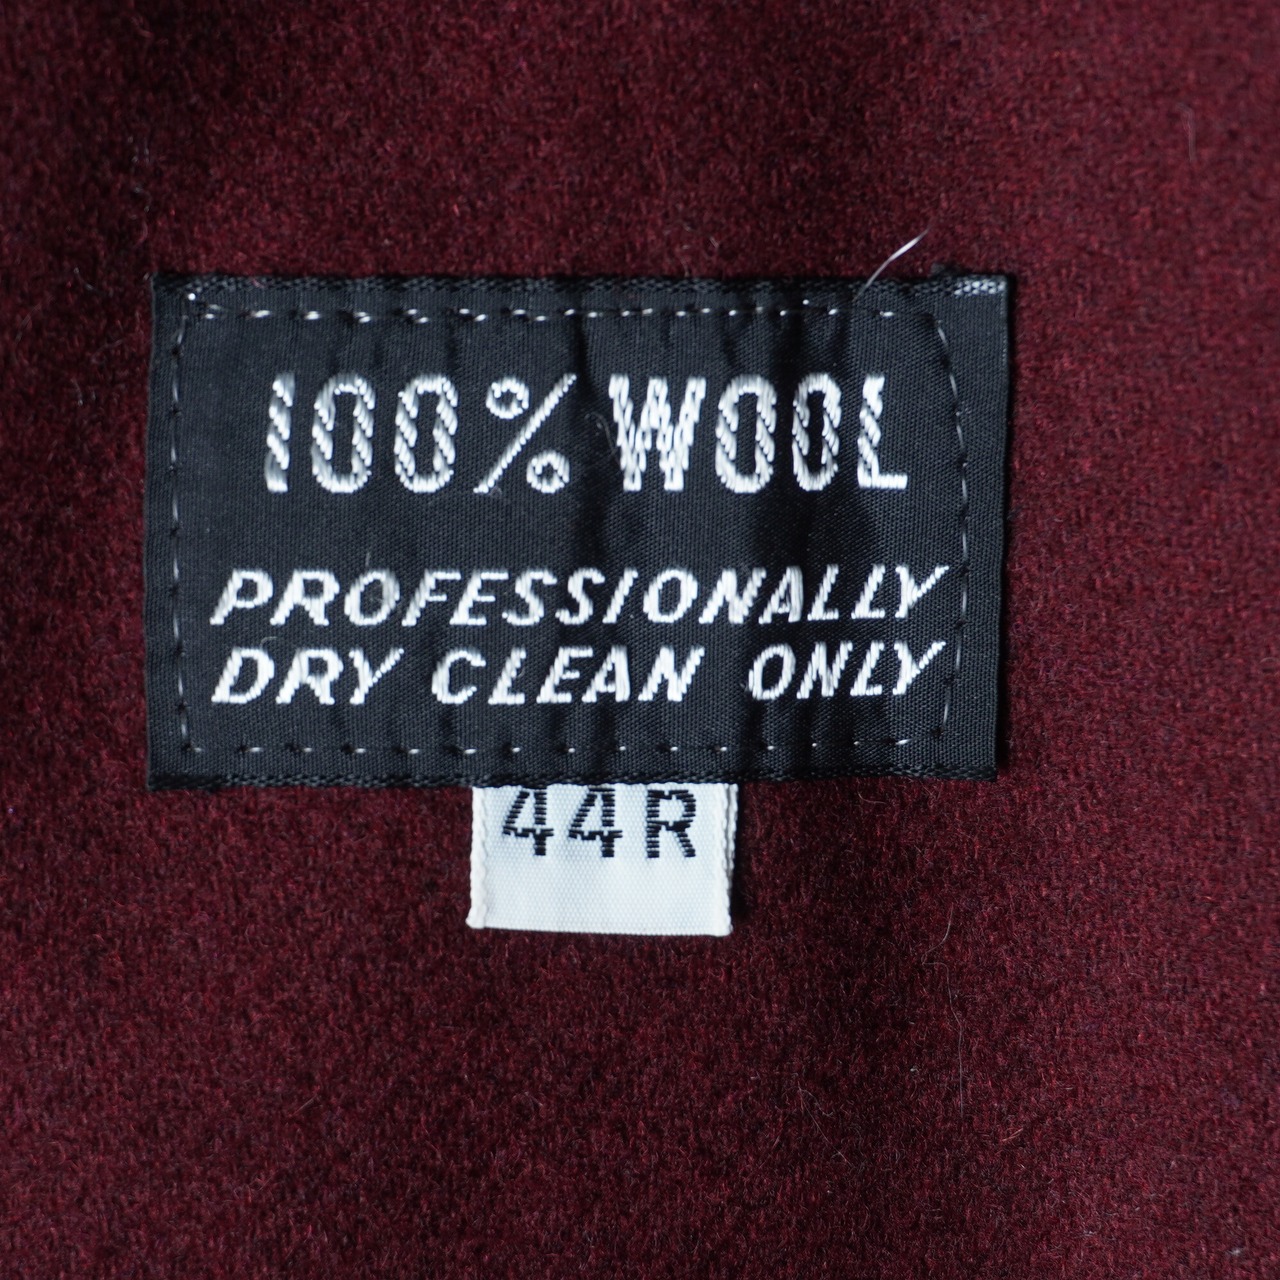 100% WOOL
PROFESSIONALLY
DRY CLEAN ONLY
44R